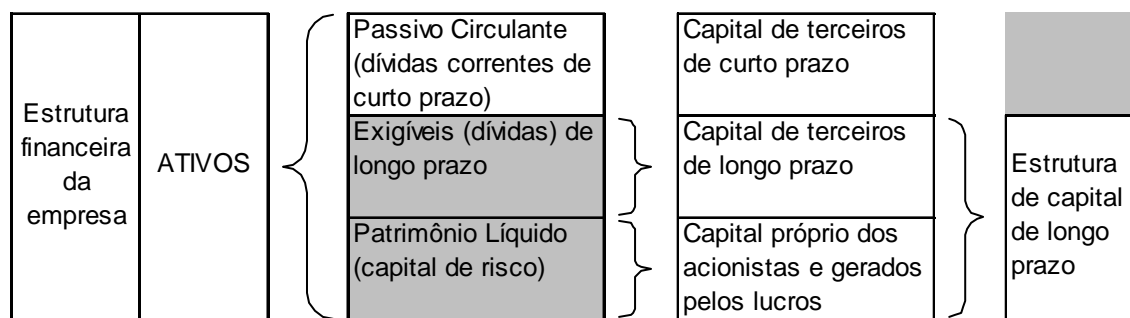 Estrutura
financeira
da
empresa
ATIVOS
Passivo Circulante
(dívidas correntes de
curto prazo)
Exigíveis (dívidas) de
longo prazo
Patrimônio Líquido
(capital de risco)
Capital de terceiros
de curto prazo
Capital de terceiros
de longo prazo
Capital próprio dos
acionistas e gerados
pelos lucros
Estrutura
de capital
de longo
prazo